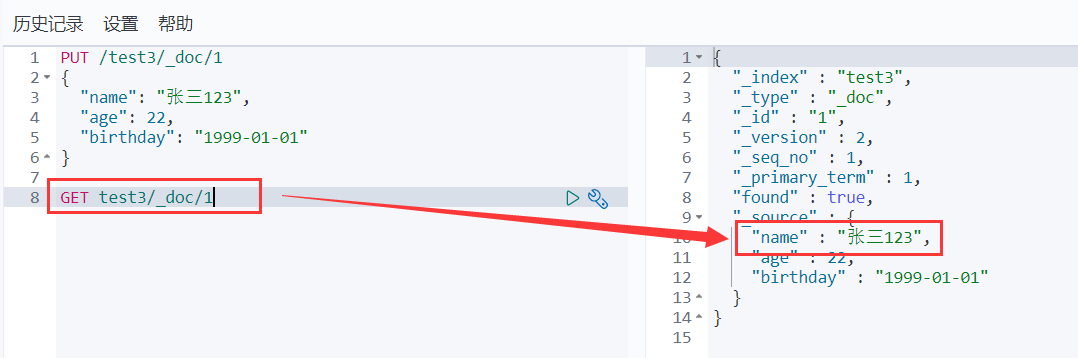 历史记录 设置 帮助
1 PUT /test3/_doc/1
2 {
3 "name": "张三123",
4 "age": 22,
5 "birthday": "1999-01-01"
6 }
7
8 GET test3/_doc/1
1 {
2 "_index" : "test3",
3 "_type" : "_doc",
4 "_id" : "1",
5 "_version" : 2,
6 "_seq_no" : 1,
7 "_primary_term" : 1,
8 "found" : true,
9 "_source" : {
10 "name" : "张三123",
11 "age" : 22,
12 "birthday" : "1999-01-01"
13 }
14 }
15